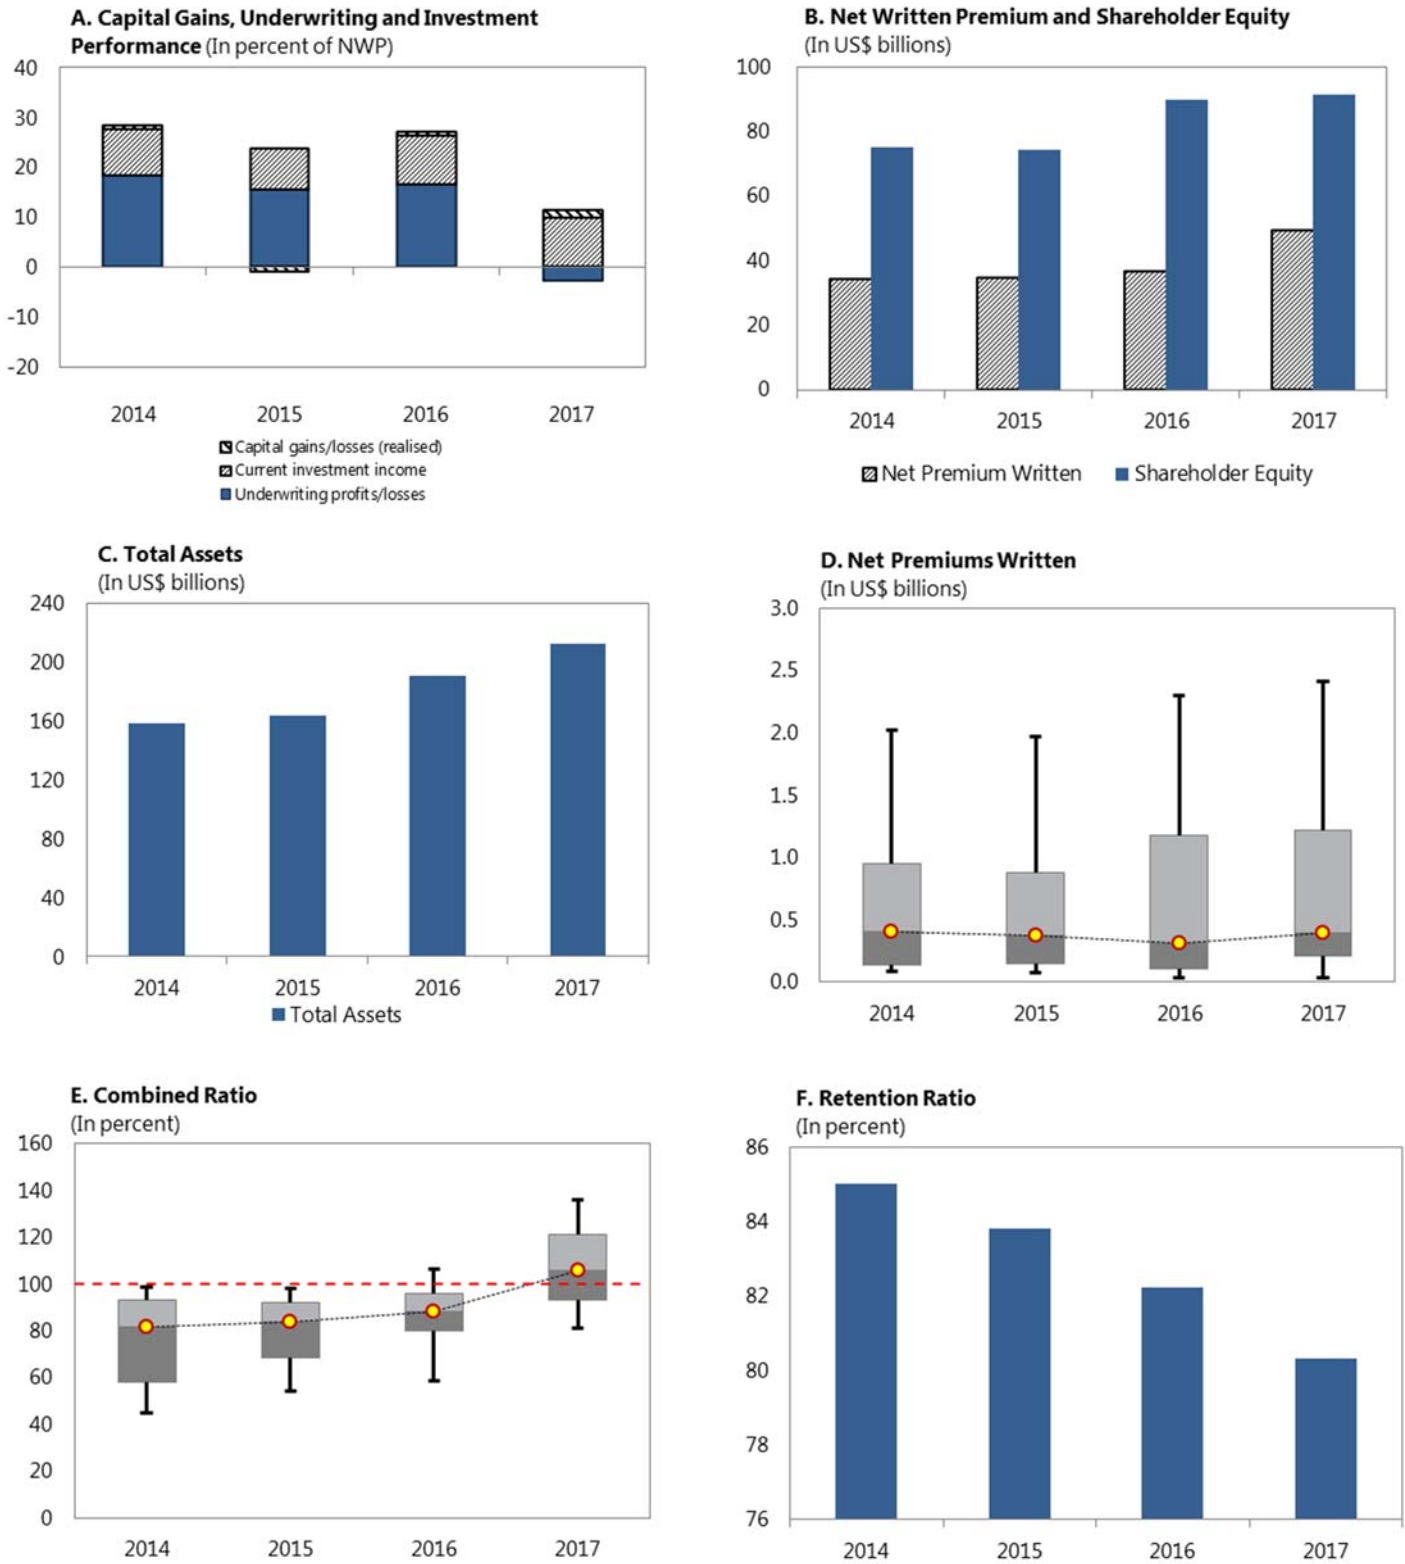 A. Capital Gains, Underwriting and Investment
Performance (In percent of NWP)
40
30
20
10
0
-10
-20
2014 2015 2016 2017
Capital gains/losses (realised)
Current investment income
Underwriting profits/losses
B. Net Written Premium and Shareholder Equity
(In US$ billions)
100
80
60
40
20
0
2014 2015 2016 2017
Net Premium Written Shareholder Equity
C. Total Assets
(In US$ billions)
240
200
160
120
80
40
0
2014 2015 2016 2017
Total Assets
D. Net Premiums Written
(In US$ billions)
3.0
2.5
2.0
1.5
1.0
0.5
0.0
2014 2015 2016 2017
E. Combined Ratio
(In percent)
160
140
120
100
80
60
40
20
0
2014 2015 2016 2017
F. Retention Ratio
(In percent)
86
84
82
80
78
76
2014 2015 2016 2017